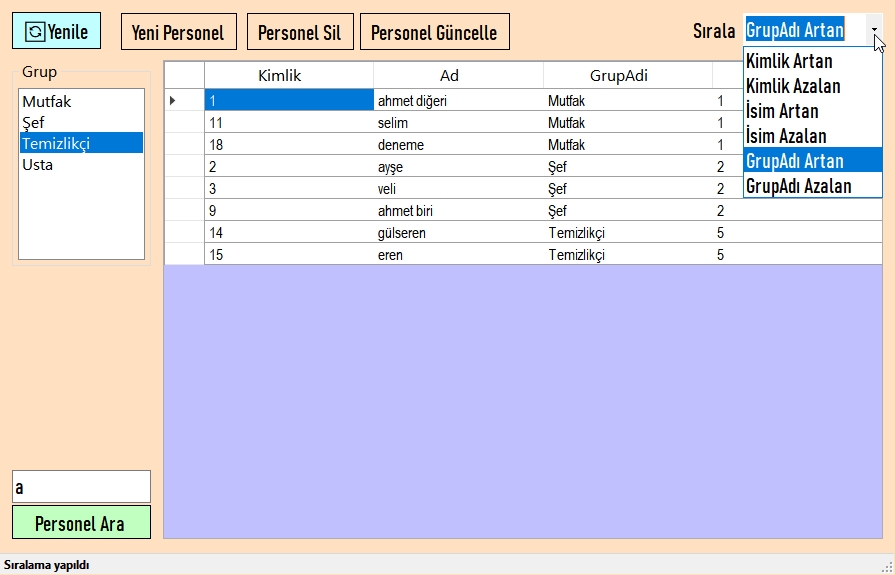 Yenile Yeni Personel Personel Sil Personel Güncelle Sırala GrupAdı Artan
Kimlik Artan
Kimlik Azalan
İsim Artan
İsim Azalan
GrupAdı Artan
GrupAdı Azalan
Grup
Mutfak
Şef
Temizlikçi
Usta
Kimlik Ad GrupAdi
1 ahmet diğeri Mutfak 1
11 selim Mutfak 1
18 deneme Mutfak 1
2 ayşe Şef 2
3 veli Şef 2
9 ahmet biri Şef 2
14 gülseren Temizlikçi 5
15 eren Temizlikçi 5
a
Personel Ara
Sıralama yapıldı